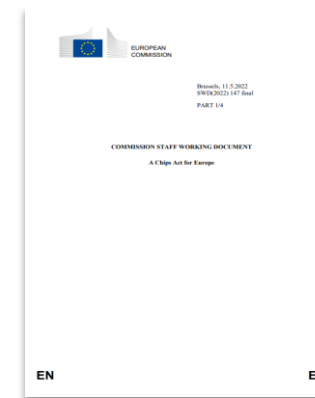 EUROPEAN
COMMISSION
Brussels, 11.5.2022
SWD(2022) 147 final
PART 1/4
COMMISSION STAFF WORKING DOCUMENT
A Chips Act for Europe
EN
E